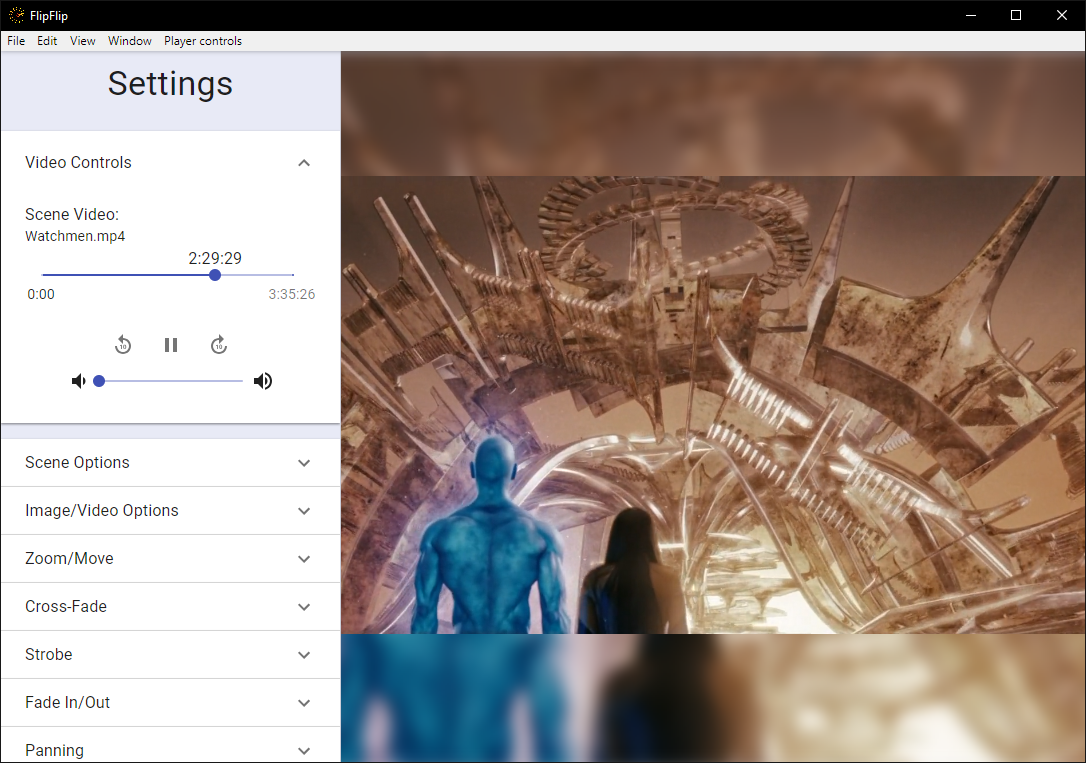 FlipFlip
File Edit View Window Player controls
Settings
Video Controls
Scene Video:
Watchmen.mp4
2:29:29
0:00 3:35:26
10 10
Scene Options
Image/Video Options
Zoom/Move
Cross-Fade
Strobe
Fade In/Out
Panning